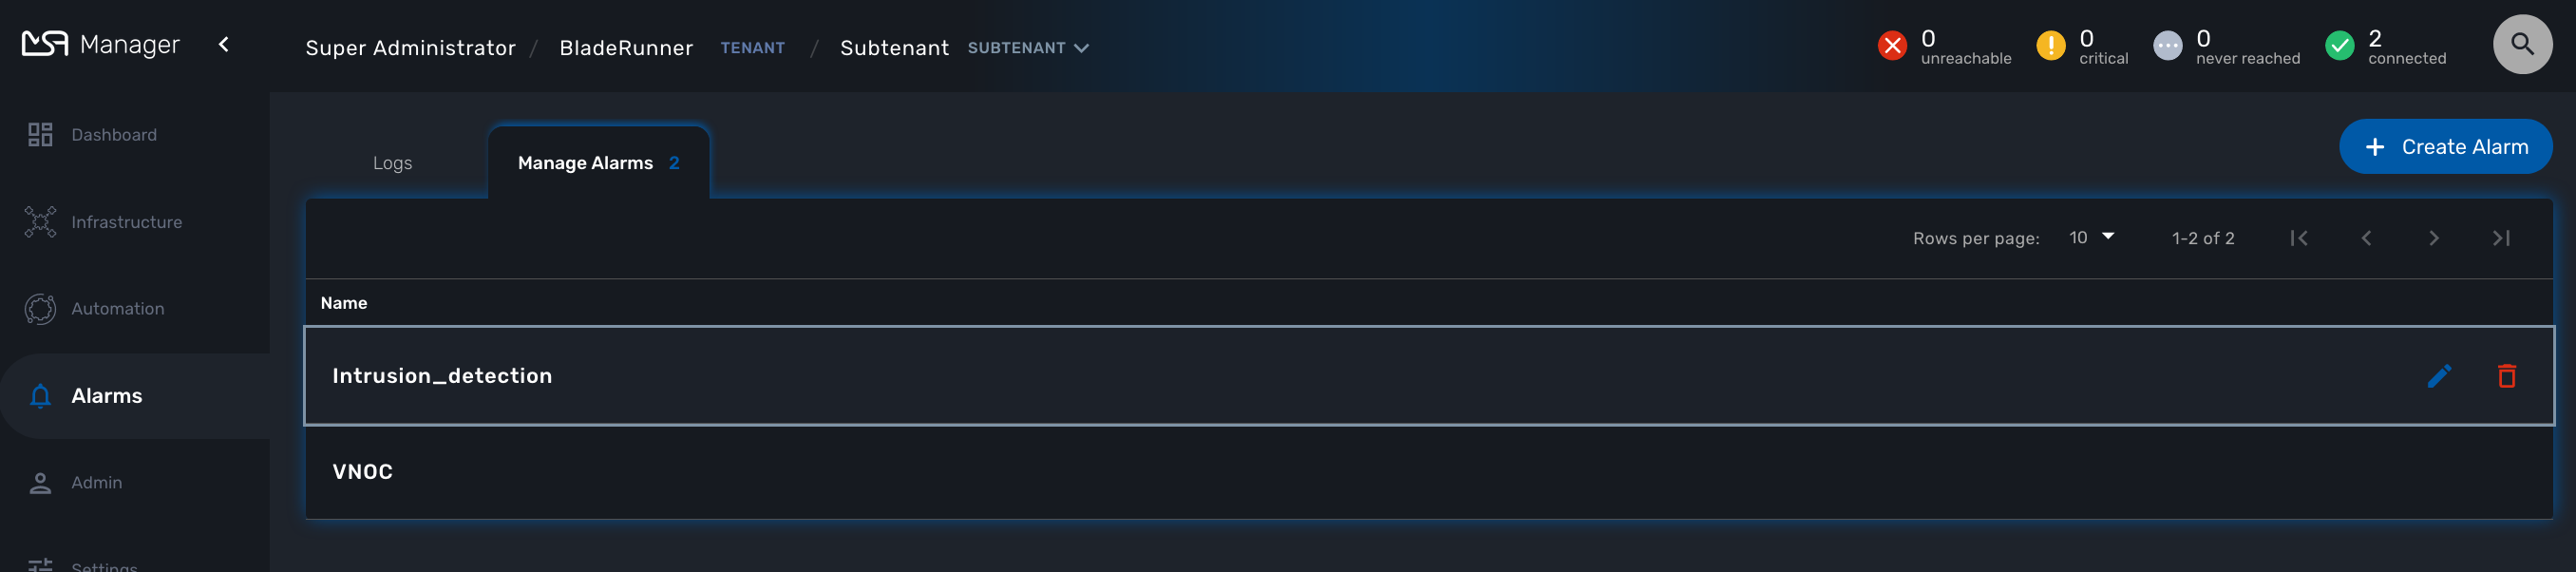 MSA Manager
Super Administrator / BladeRunner TENANT / Subtenant SUBTENANT
0 unreachable
0 critical
0 never reached
2 connected
Dashboard
Infrastructure
Automation
Alarms
Admin
Settings
Logs
Manage Alarms 2
+ Create Alarm
Rows per page: 10
1-2 of 2
Name
Intrusion_detection
VNOC